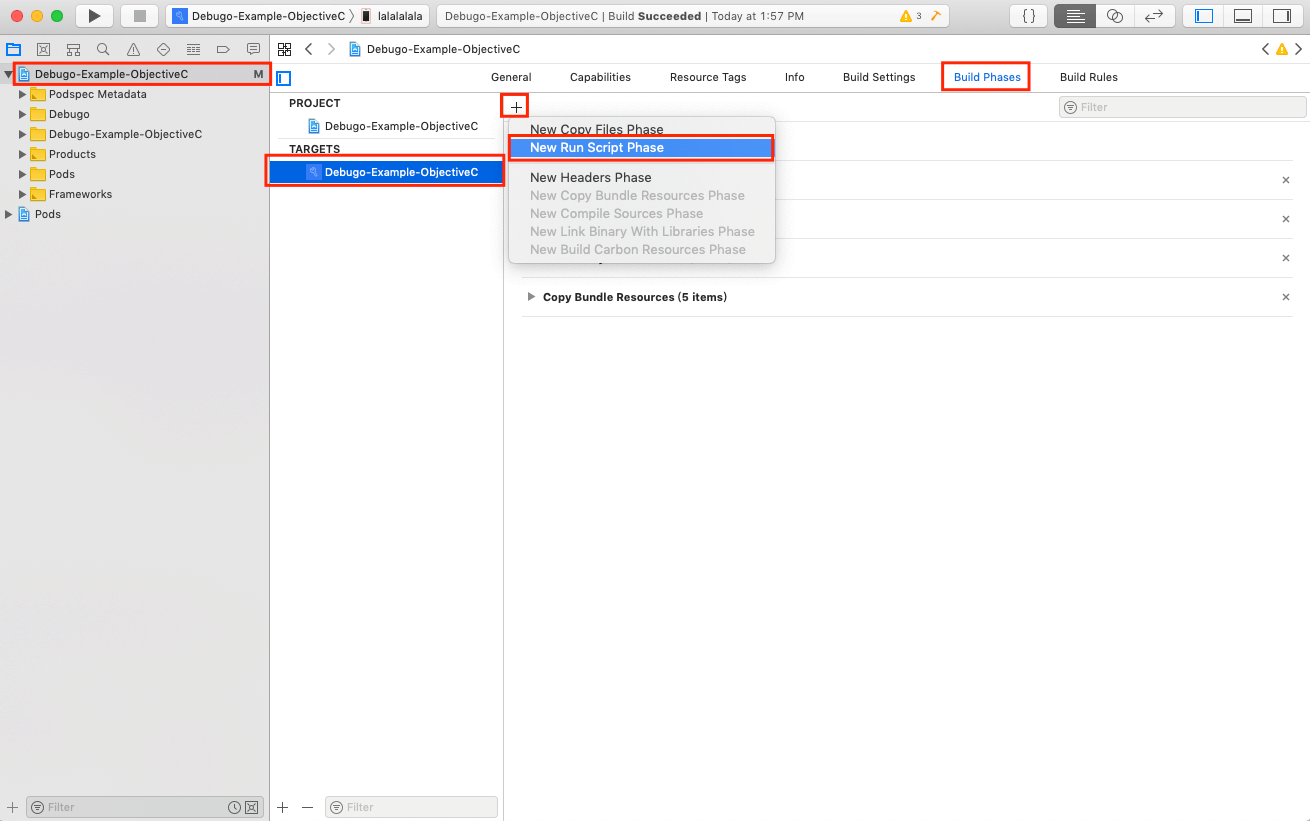 Debugo-Example-ObjectiveC 〉 lalalalala
Debugo-Example-ObjectiveC | Build Succeeded | Today at 1:57 PM
3
{ }
Debugo-Example-ObjectiveC
Debugo-Example-ObjectiveC M
Podspec Metadata
Debugo
Debugo-Example-ObjectiveC
Products
Pods
Frameworks
Pods
General
Capabilities
Resource Tags
Info
Build Settings
Build Phases
Build Rules
PROJECT
Debugo-Example-ObjectiveC
TARGETS
Debugo-Example-ObjectiveC
Filter
New Copy Files Phase
New Run Script Phase
New Headers Phase
New Copy Bundle Resources Phase
New Compile Sources Phase
New Link Binary With Libraries Phase
New Build Carbon Resources Phase
Copy Bundle Resources (5 items)
Filter
Filter